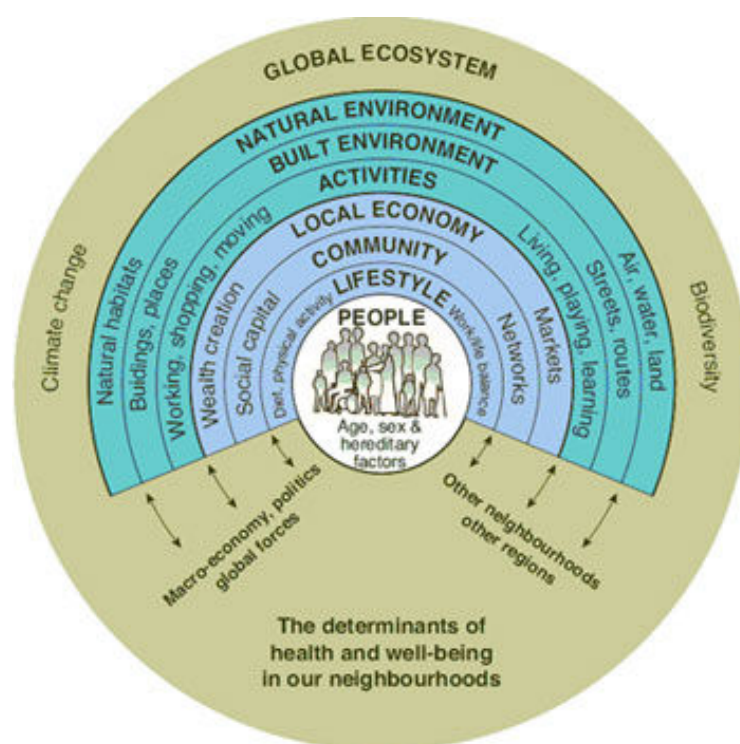 GLOBAL ECOSYSTEM
NATURAL ENVIRONMENT
BUILT ENVIRONMENT
ACTIVITIES
LOCAL ECONOMY
COMMUNITY
LIFESTYLE
PEOPLE
Age, sex &
hereditary
factors
Climate change
Natural habitats
Buidings, places
Working, shopping, moving
Wealth creation
Social capital
Diet, physical activity
Work/life balance
Networks
Markets
Living, playing, learning
Streets, routes
Air, water, land
Biodiversity
Macro-economy, politics
global forces
Other neighbourhoods
other regions
The determinants of
health and well-being
in our neighbourhoods